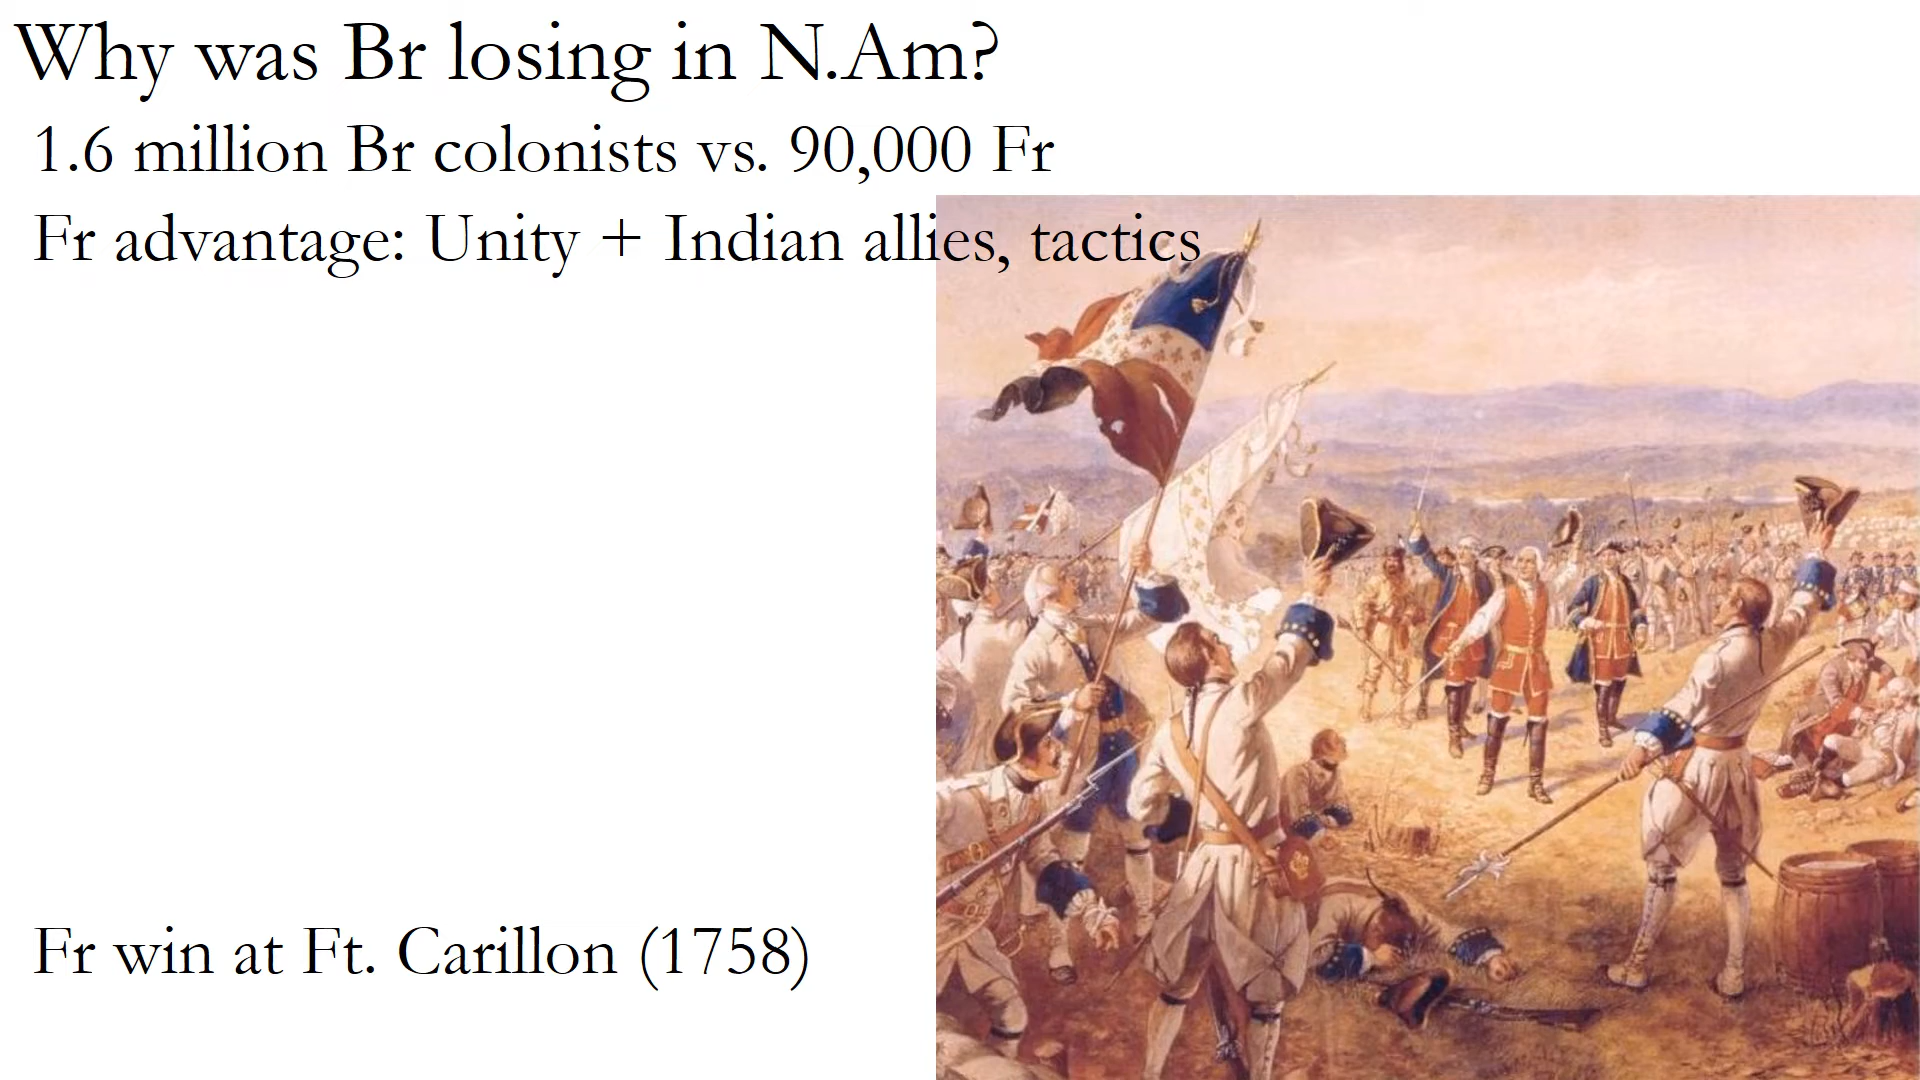 Why was Br losing in N.Am?
1.6 million Br colonists vs. 90,000 Fr
Fr advantage: Unity + Indian allies, tactics
Fr win at Ft. Carillon (1758)